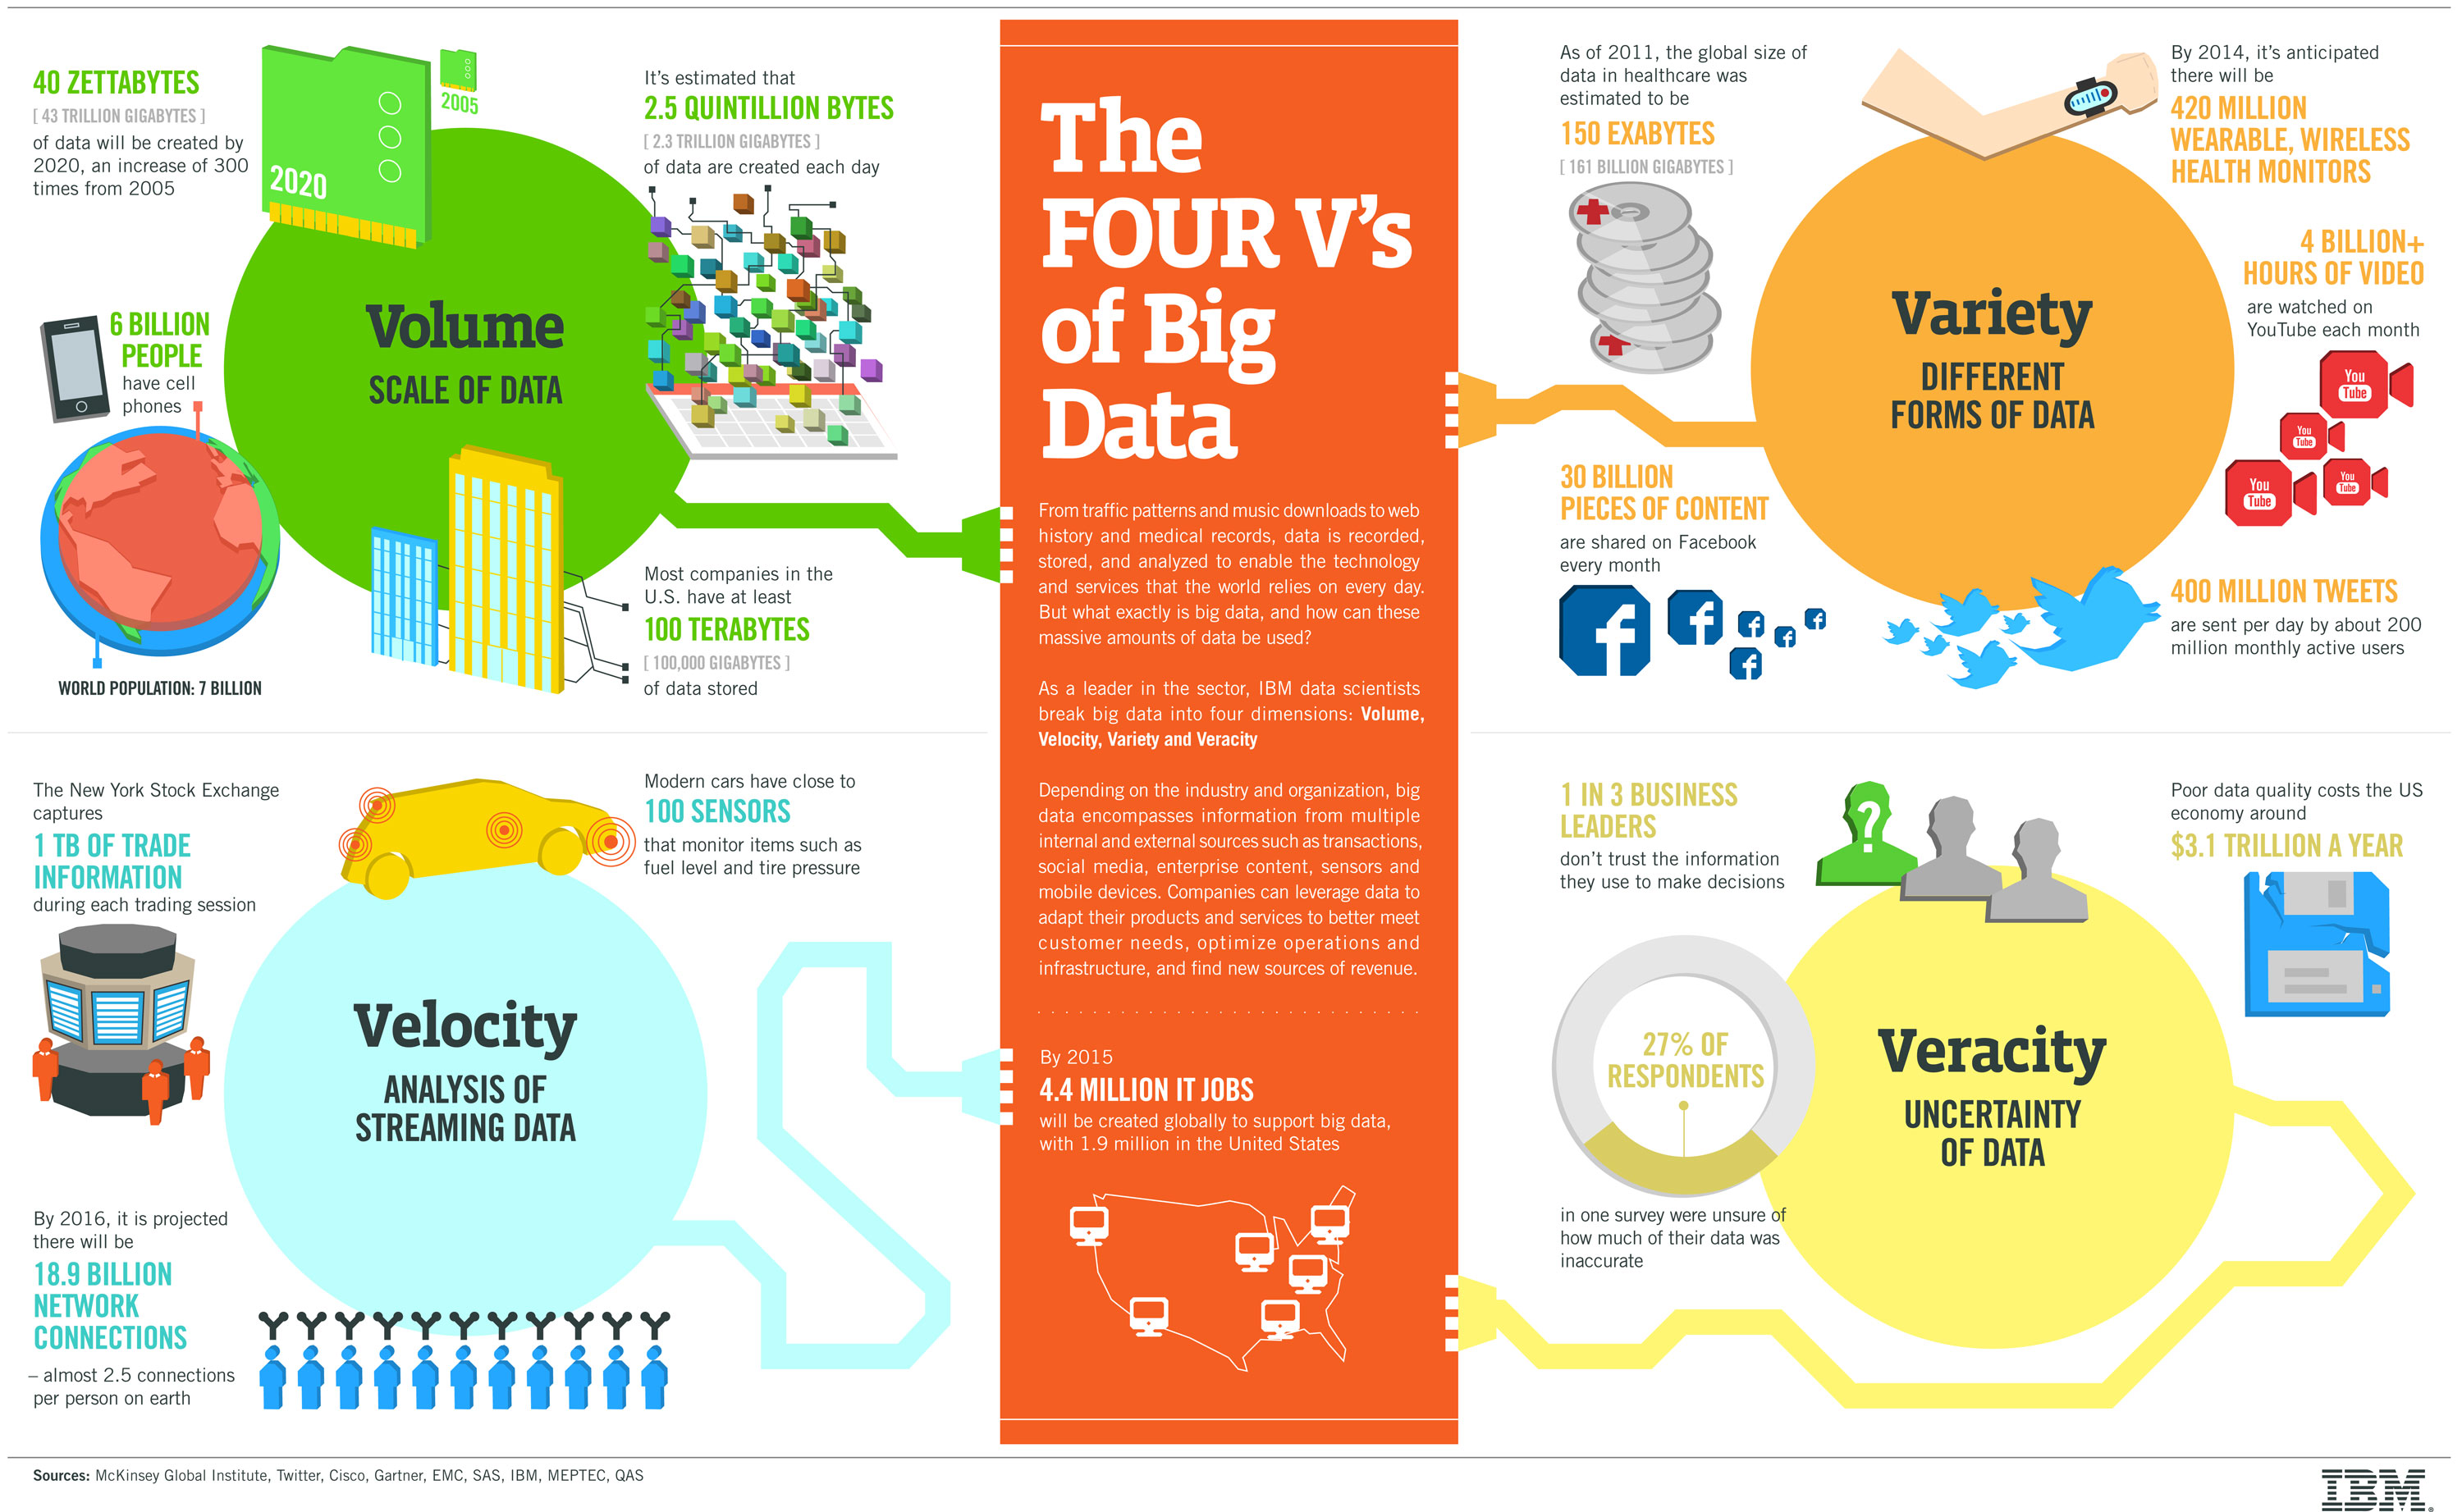 40 ZETTABYTES
[ 43 TRILLION GIGABYTES ]
of data will be created by
2020, an increase of 300
times from 2005
2020
2005
It’s estimated that
2.5 QUINTILLION BYTES
[ 2.3 TRILLION GIGABYTES ]
of data are created each day
6 BILLION
PEOPLE
have cell
phones
WORLD POPULATION: 7 BILLION
Volume
SCALE OF DATA
Most companies in the
U.S. have at least
100 TERABYTES
[ 100,000 GIGABYTES ]
of data stored
The New York Stock Exchange
captures
1 TB OF TRADE
INFORMATION
during each trading session
Modern cars have close to
100 SENSORS
that monitor items such as
fuel level and tire pressure
Velocity
ANALYSIS OF
STREAMING DATA
By 2016, it is projected
there will be
18.9 BILLION
NETWORK
CONNECTIONS
– almost 2.5 connections
per person on earth
The
FOUR V’s
of Big
Data
From traffic patterns and music downloads to web
history and medical records, data is recorded,
stored, and analyzed to enable the technology
and services that the world relies on every day.
But what exactly is big data, and how can these
massive amounts of data be used?
As a leader in the sector, IBM data scientists
break big data into four dimensions: Volume,
Velocity, Variety and Veracity
Depending on the industry and organization, big
data encompasses information from multiple
internal and external sources such as transactions,
social media, enterprise content, sensors and
mobile devices. Companies can leverage data to
adapt their products and services to better meet
customer needs, optimize operations and
infrastructure, and find new sources of revenue.
By 2015
4.4 MILLION IT JOBS
will be created globally to support big data,
with 1.9 million in the United States
As of 2011, the global size of
data in healthcare was
estimated to be
150 EXABYTES
[ 161 BILLION GIGABYTES ]
By 2014, it’s anticipated
there will be
420 MILLION
WEARABLE, WIRELESS
HEALTH MONITORS
4 BILLION+
HOURS OF VIDEO
are watched on
YouTube each month
You
Tube
You
Tube
You
Tube
You
Tube
Variety
DIFFERENT
FORMS OF DATA
30 BILLION
PIECES OF CONTENT
are shared on Facebook
every month
f
f
f
f
f
f
400 MILLION TWEETS
are sent per day by about 200
million monthly active users
1 IN 3 BUSINESS
LEADERS
don’t trust the information
they use to make decisions
?
Poor data quality costs the US
economy around
$3.1 TRILLION A YEAR
27% OF
RESPONDENTS
in one survey were unsure of
how much of their data was
inaccurate
Veracity
UNCERTAINTY
OF DATA
Sources: McKinsey Global Institute, Twitter, Cisco, Gartner, EMC, SAS, IBM, MEPTEC, QAS
IBM®